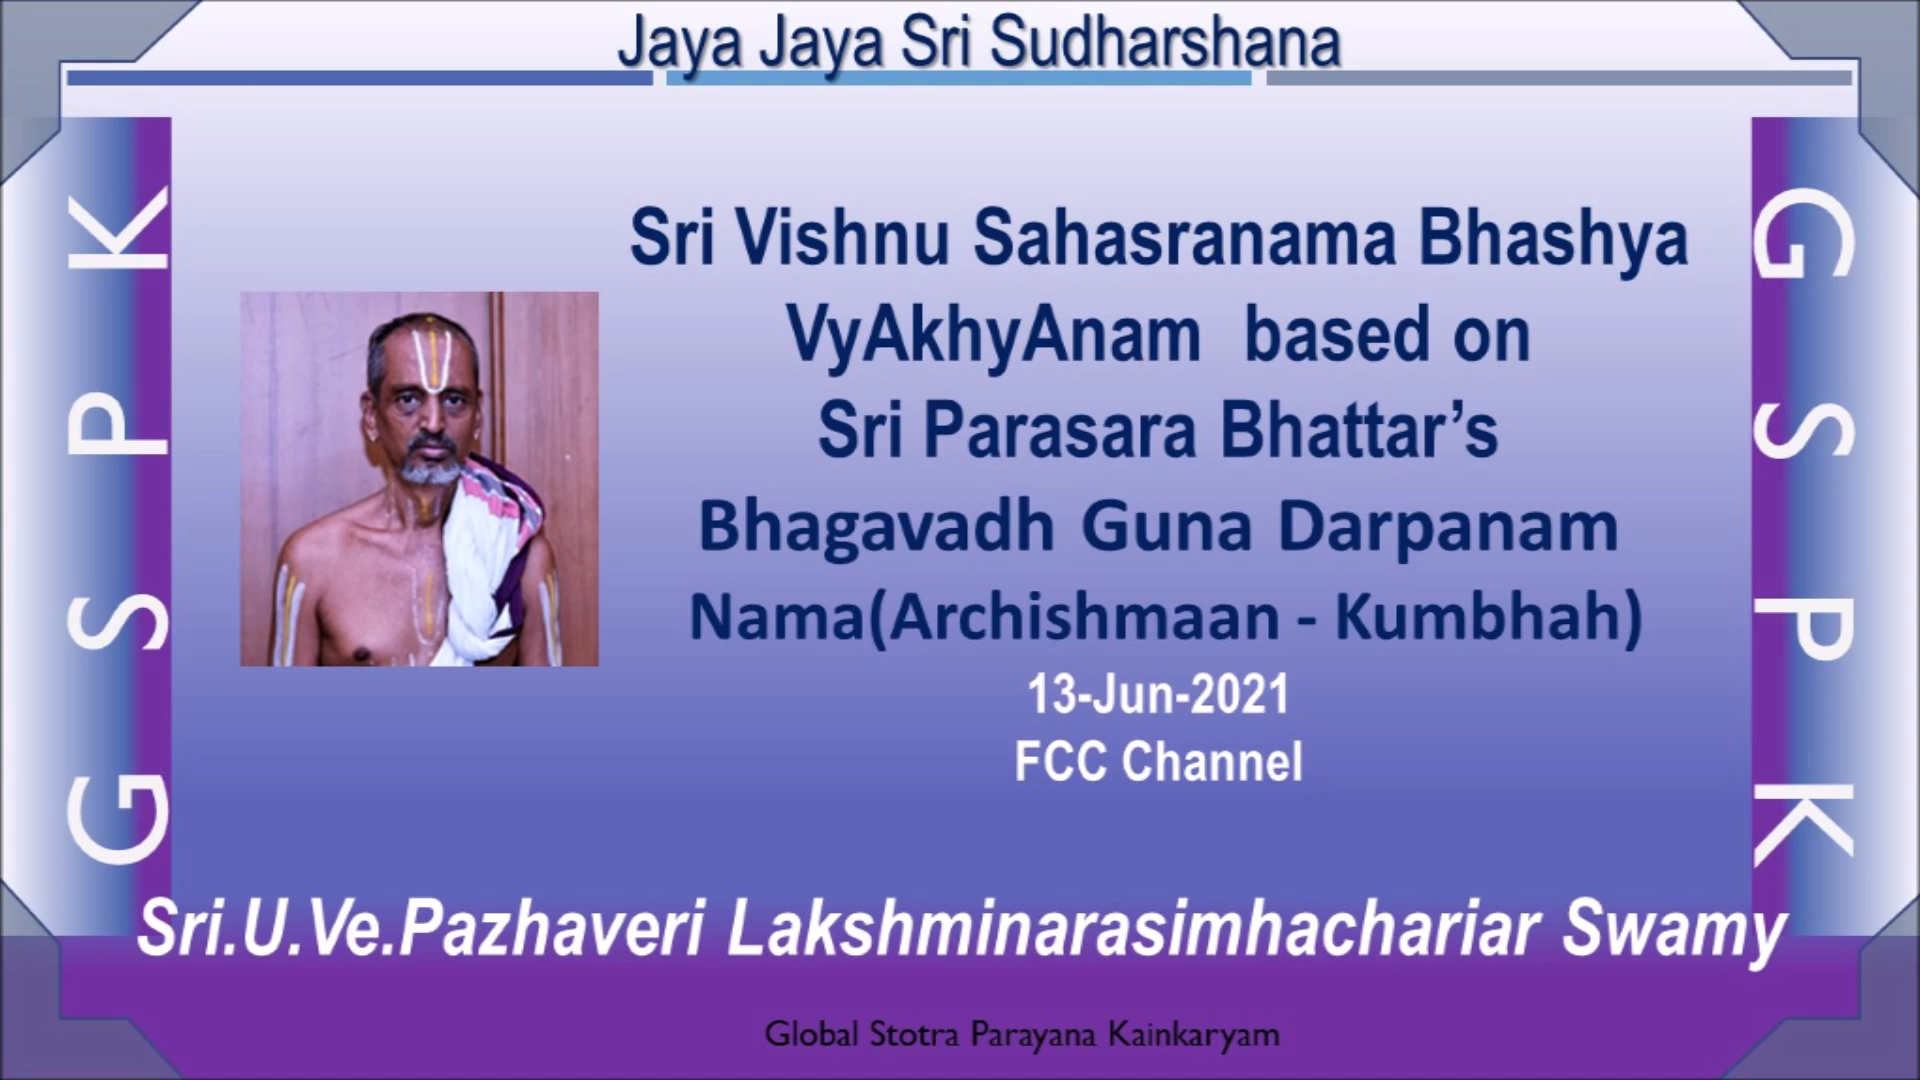 Jaya Jaya Sri Sudharshana
G S P K
G S P K
Sri Vishnu Sahasranama Bhashya
VyAkhyAnam based on
Sri Parasara Bhattar’s
Bhagavadh Guna Darpanam
Nama(Archishmaan - Kumbhah)
13-Jun-2021
FCC Channel
Sri.U.Ve.Pazhaveri Lakshminarasimhachariar Swamy
Global Stotra Parayana Kainkaryam